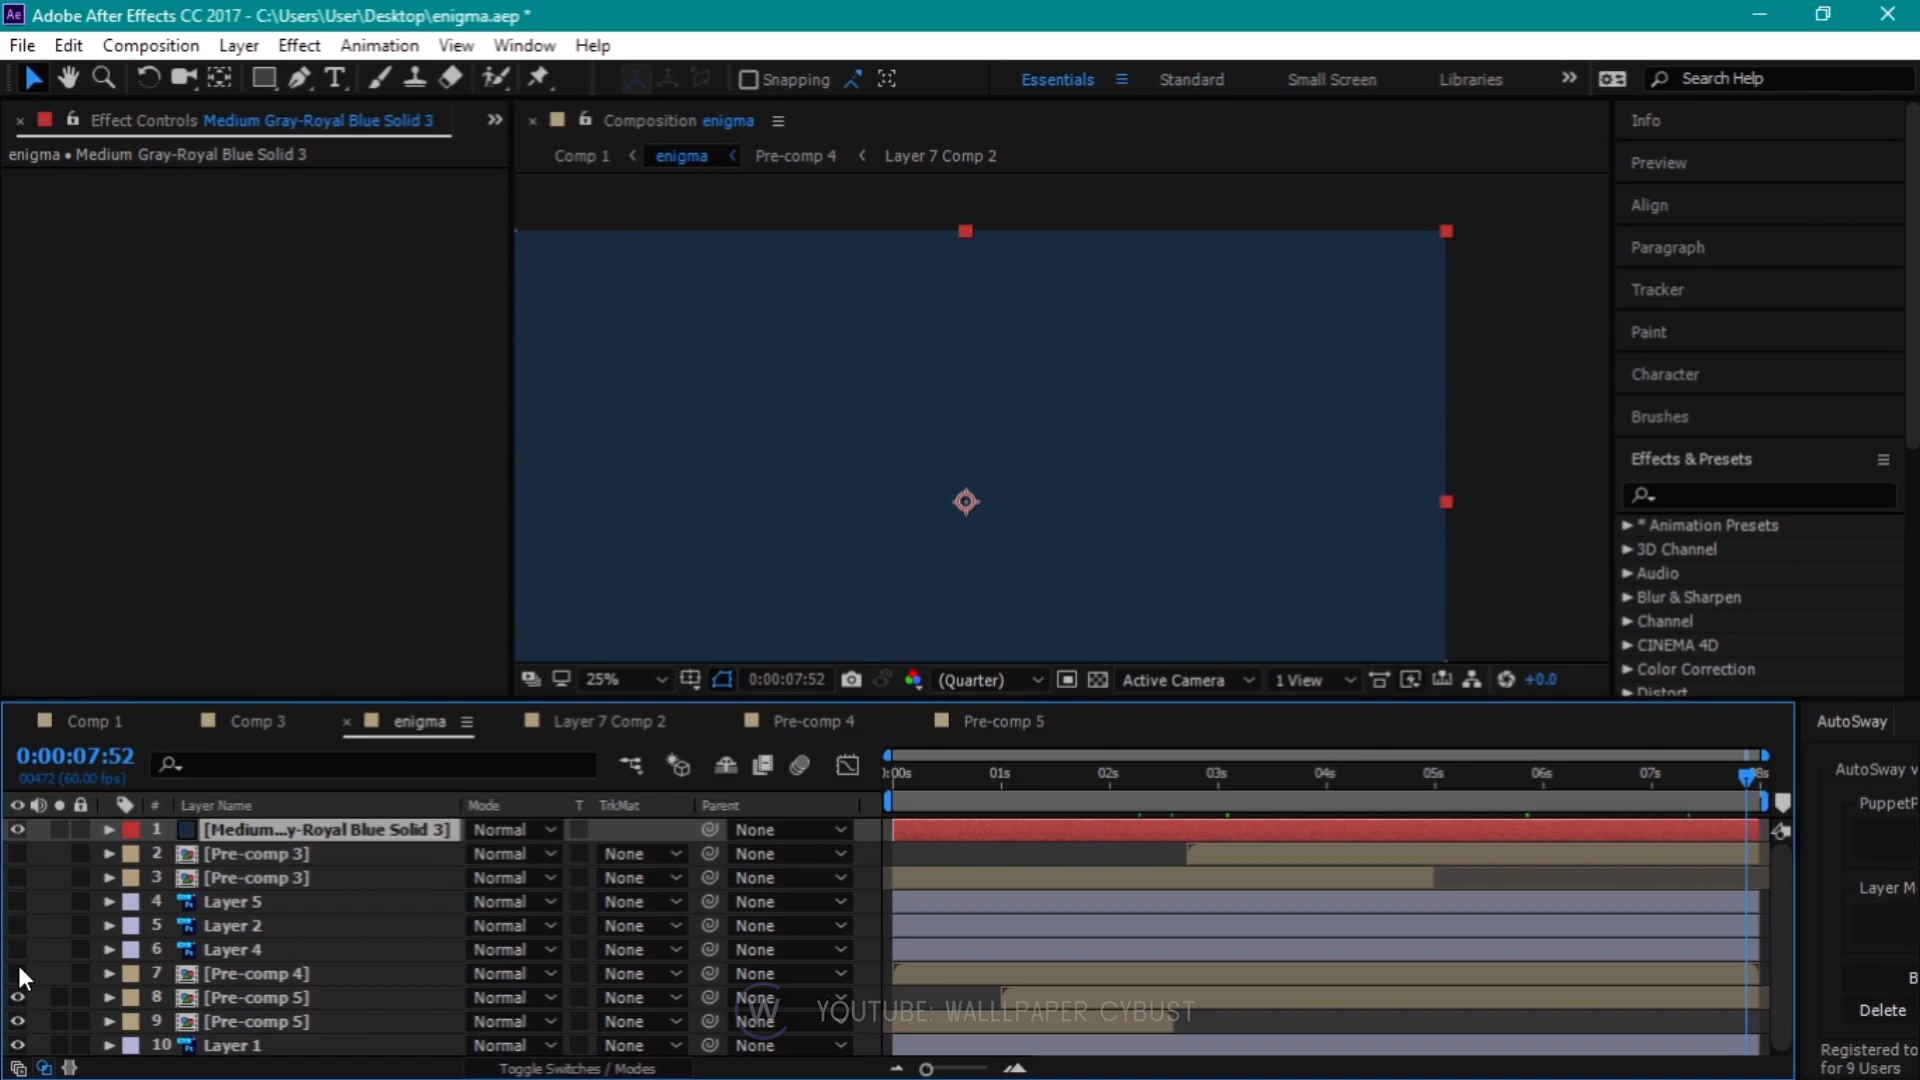 Ae Adobe After Effects CC 2017 - C:\Users\User\Desktop\enigma.aep *
File Edit Composition Layer Effect Animation View Window Help
Snapping Essentials Standard Small Screen Libraries Search Help
Effect Controls Medium Gray-Royal Blue Solid 3
enigma • Medium Gray-Royal Blue Solid 3
Composition enigma
Comp 1 enigma Pre-comp 4 Layer 7 Comp 2
Info
Preview
Align
Paragraph
Tracker
Paint
Character
Brushes
Effects & Presets
* Animation Presets
3D Channel
Audio
Blur & Sharpen
Channel
CINEMA 4D
Color Correction
Distort
25% 0:00:07:52 (Quarter) Active Camera 1 View +0.0
Comp 1 Comp 3 enigma Layer 7 Comp 2 Pre-comp 4 Pre-comp 5
0:00:07:52
00472 (60.00 fps)
):00s 01s 02s 03s 04s 05s 06s 07s 08s
# Layer Name Mode T TrkMat Parent
1 [Medium...y-Royal Blue Solid 3] Normal None
2 [Pre-comp 3] Normal None None
3 [Pre-comp 3] Normal None None
4 Layer 5 Normal None None
5 Layer 2 Normal None None
6 Layer 4 Normal None None
7 [Pre-comp 4] Normal None None
8 [Pre-comp 5] Normal None None
9 [Pre-comp 5] Normal None None
10 Layer 1 Normal None None
Toggle Switches / Modes
W YOUTUBE: WALLLPAPER CYBUST
AutoSway
AutoSway v
PuppetP
Layer M
B
Delete
Registered to
for 9 Users